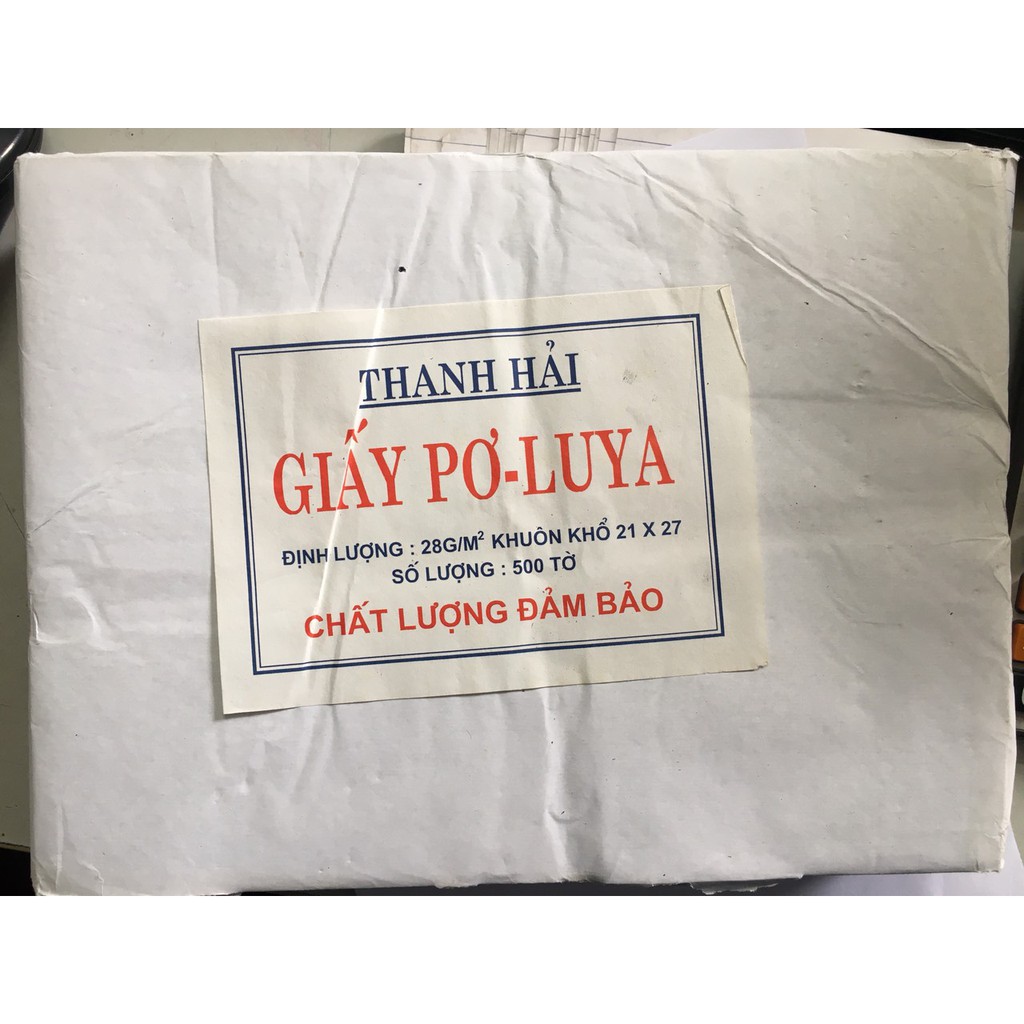 THANH HẢI
GIẤY PƠ-LUYA
ĐỊNH LƯỢNG : 28G/M² KHUÔN KHỔ 21 X 27
SỐ LƯỢNG : 500 TỜ
CHẤT LƯỢNG ĐẢM BẢO